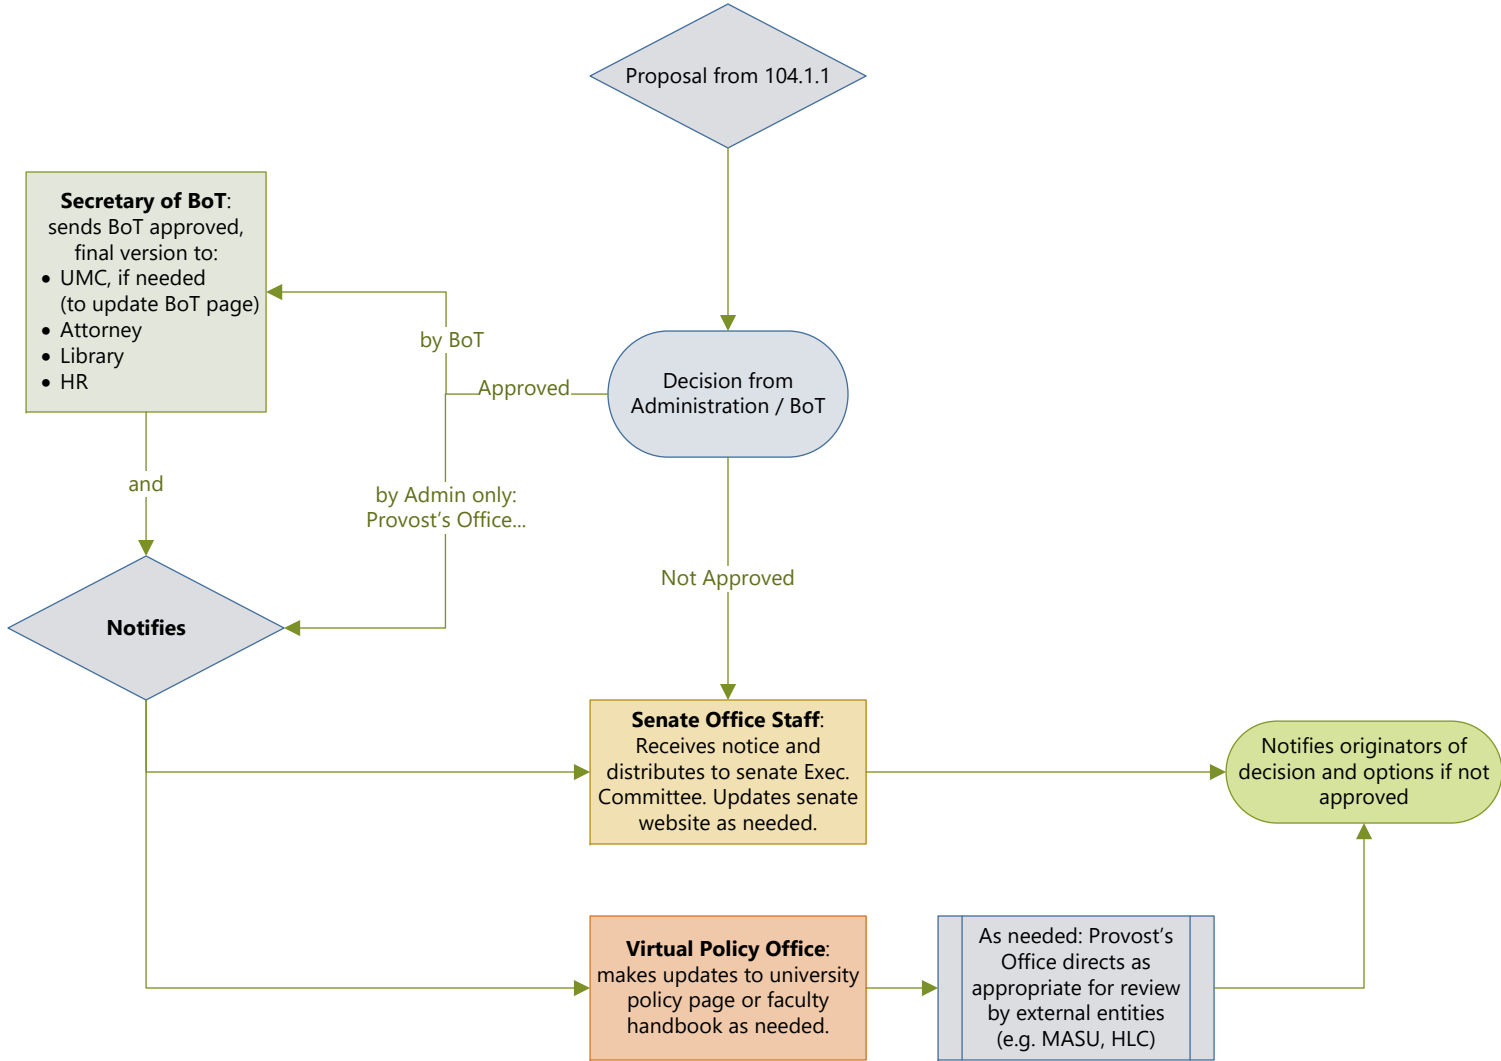 Proposal from 104.1.1
Secretary of BoT:
sends BoT approved,
final version to:
• UMC, if needed
(to update BoT page)
• Attorney
• Library
• HR
by BoT
Approved
Decision from
Administration / BoT
and
by Admin only:
Provost’s Office...
Not Approved
Notifies
Senate Office Staff:
Receives notice and
distributes to senate Exec.
Committee. Updates senate
website as needed.
Notifies originators of
decision and options if not
approved
Virtual Policy Office:
makes updates to university
policy page or faculty
handbook as needed.
As needed: Provost’s
Office directs as
appropriate for review
by external entities
(e.g. MASU, HLC)